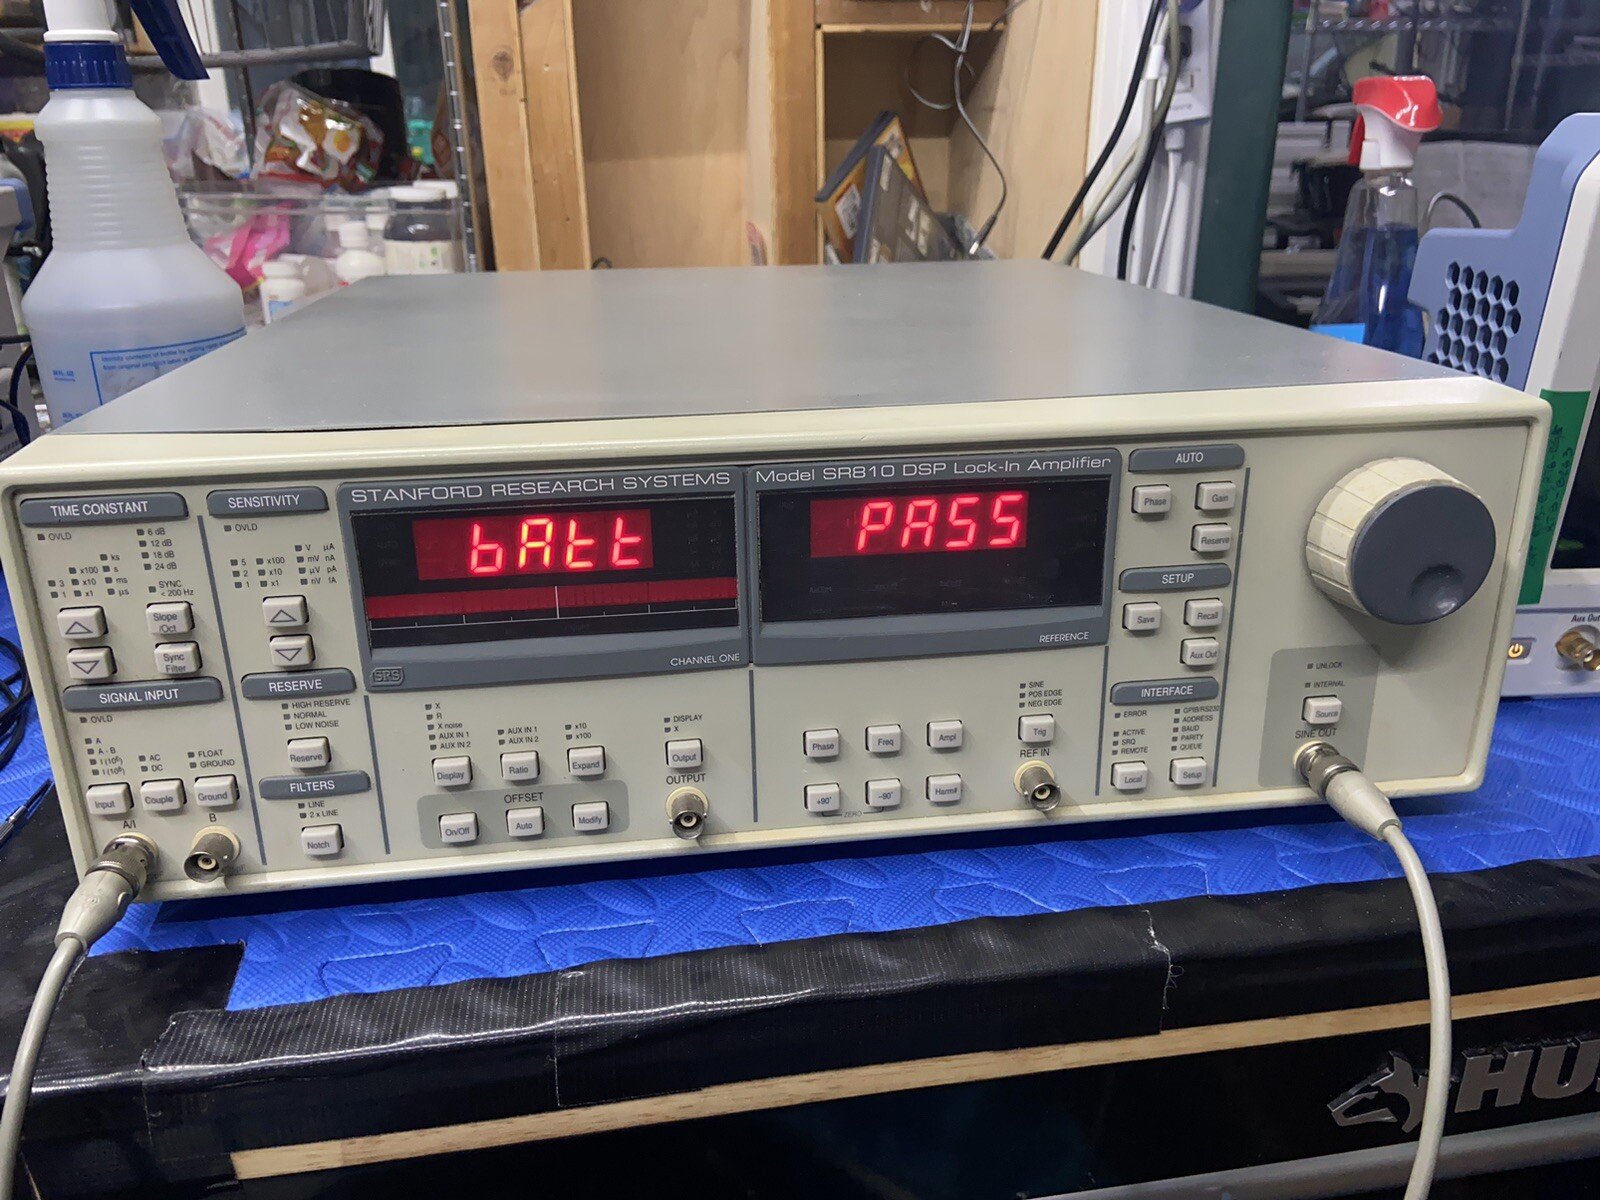 STANFORD RESEARCH SYSTEMS
Model SR810 DSP Lock-In Amplifier
bAtt
PASS
CHANNEL ONE
REFERENCE
SRS
TIME CONSTANT
OVLD
6 dB
12 dB
18 dB
24 dB
ks
x100 s
3 x10 ms
1 x1 µs
SYNC
< 200 Hz
Slope
/Oct
Sync
Filter
SENSITIVITY
OVLD
V µA
5 x100 mV nA
2 x10 µV pA
1 x1 nV fA
SIGNAL INPUT
OVLD
A
A - B
AC
DC
FLOAT
GROUND
Input
Couple
Ground
A/I
B
RESERVE
HIGH RESERVE
NORMAL
LOW NOISE
Reserve
FILTERS
LINE
2 x LINE
Notch
X
R
X noise
AUX IN 1
AUX IN 2
AUX IN 1
AUX IN 2
x10
x100
Display
Ratio
Expand
OFFSET
On/Off
Auto
Modify
DISPLAY
X
Output
OUTPUT
Phase
Freq
Ampl
+90°
-90°
Harm#
ZERO
SINE
POS EDGE
NEG EDGE
Trig
REF IN
AUTO
Phase
Gain
Reserve
SETUP
Save
Recall
Aux Out
INTERFACE
ERROR
ACTIVE
SRQ
REMOTE
GPIB/RS232
ADDRESS
BAUD
PARITY
QUEUE
Local
Setup
UNLOCK
INTERNAL
Source
SINE OUT
Aux Out
HU